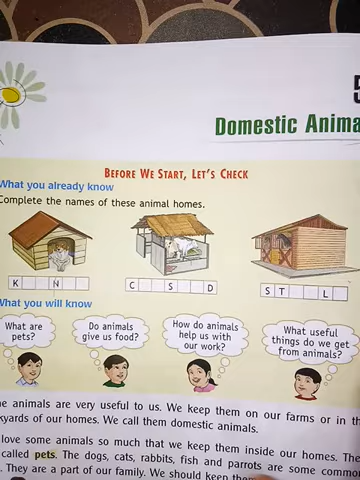 5
Domestic Anima
BEFORE WE START, LET'S CHECK
What you already know
Complete the names of these animal homes.
K N
C S D
S T L
What you will know
What are pets?
Do animals give us food?
How do animals help us with our work?
What useful things do we get from animals?
e animals are very useful to us. We keep them on our farms or in th
kyards of our homes. We call them domestic animals.
love some animals so much that we keep them inside our homes. The
called pets. The dogs, cats, rabbits, fish and parrots are some common
. They are a part of our family. We should keep them